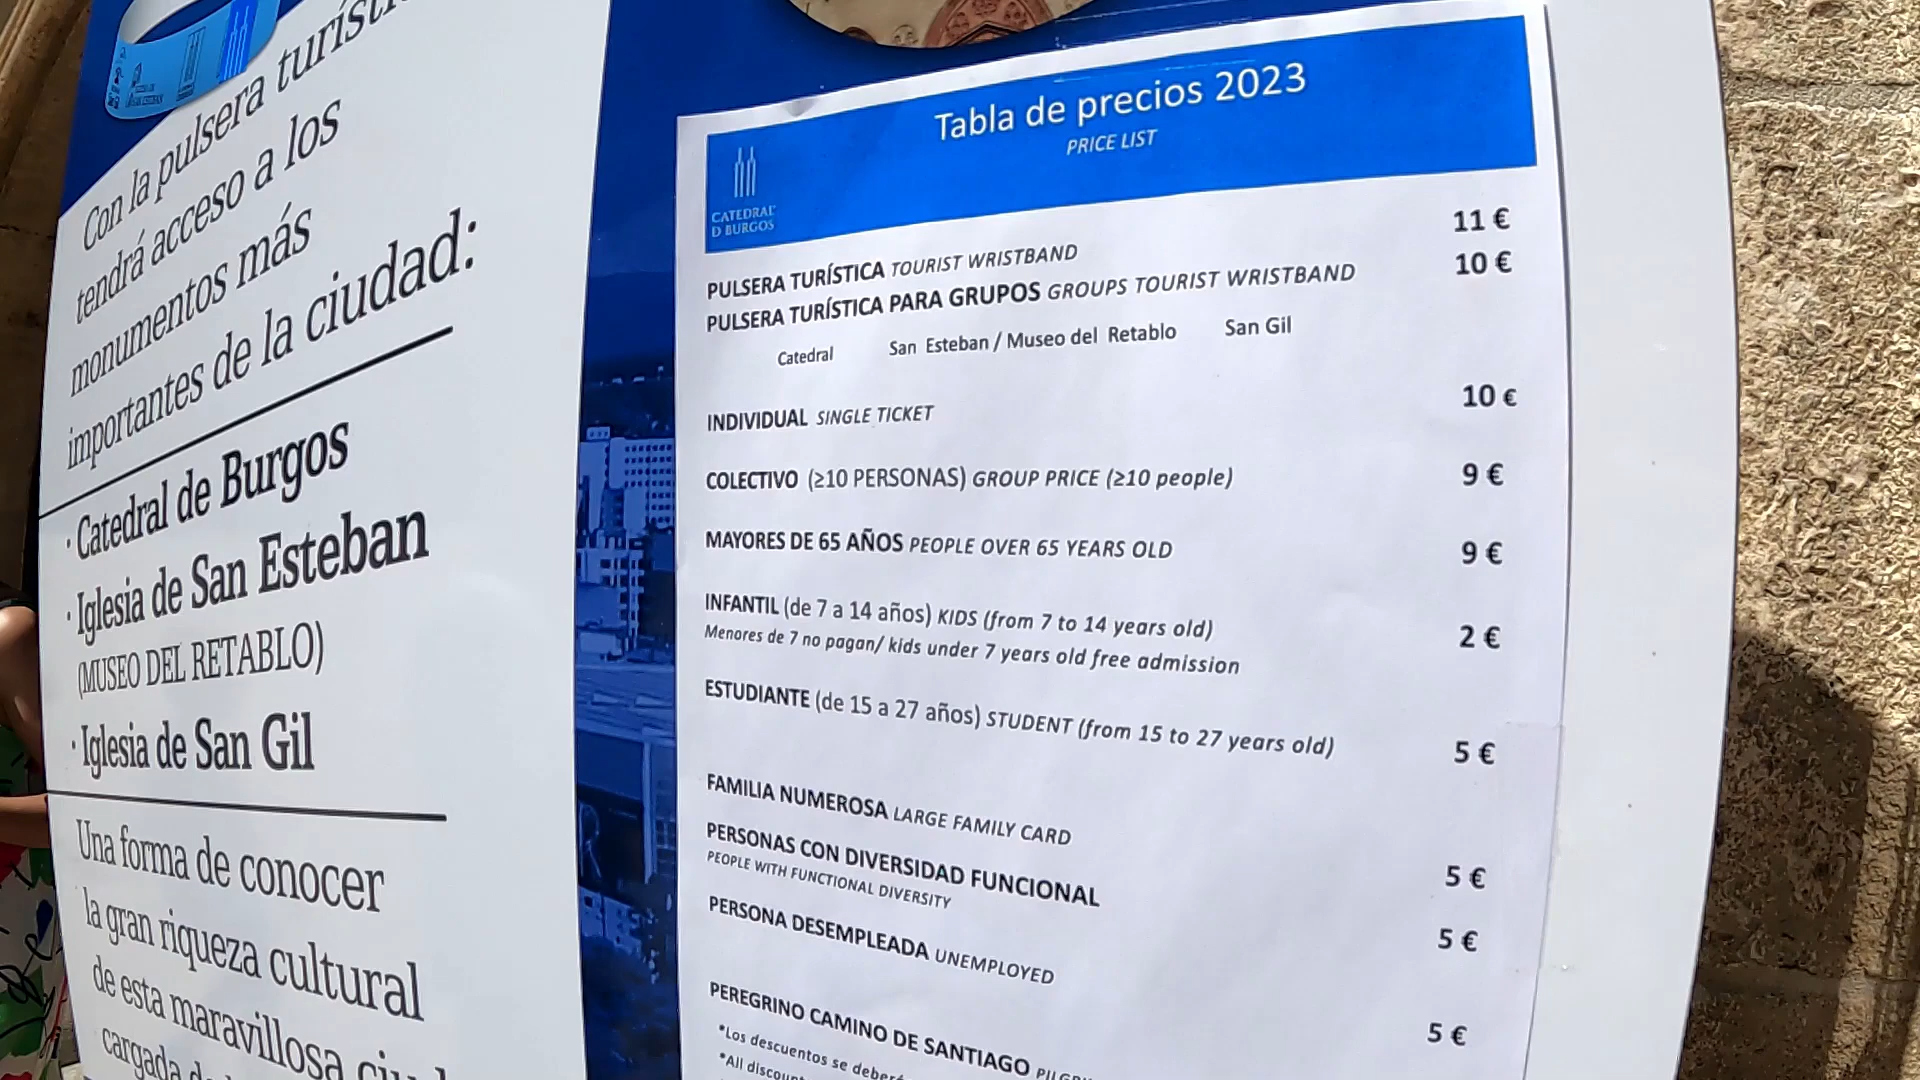 Con la pulsera
tendrá acceso a los
monumentos más
importantes de la ciudad:
· Catedral de Burgos
· Iglesia de San Esteban
(MUSEO DEL RETABLO)
· Iglesia de San Gil
Una forma de conocer
la gran riqueza cultural
de esta maravillosa
cargada
Tabla de precios 2023
PRICE LIST
CATEDRAL
D BURGOS
PULSERA TURÍSTICA TOURIST WRISTBAND 11 €
PULSERA TURÍSTICA PARA GRUPOS GROUPS TOURIST WRISTBAND 10 €
Catedral San Esteban / Museo del Retablo San Gil
INDIVIDUAL SINGLE TICKET 10 €
COLECTIVO (≥10 PERSONAS) GROUP PRICE (≥10 people) 9 €
MAYORES DE 65 AÑOS PEOPLE OVER 65 YEARS OLD 9 €
INFANTIL (de 7 a 14 años) KIDS (from 7 to 14 years old) 2 €
Menores de 7 no pagan/ kids under 7 years old free admission
ESTUDIANTE (de 15 a 27 años) STUDENT (from 15 to 27 years old) 5 €
FAMILIA NUMEROSA LARGE FAMILY CARD 5 €
PERSONAS CON DIVERSIDAD FUNCIONAL 5 €
PEOPLE WITH FUNCTIONAL DIVERSITY
PERSONA DESEMPLEADA UNEMPLOYED 5 €
PEREGRINO CAMINO DE SANTIAGO
*Los descuentos se
*All